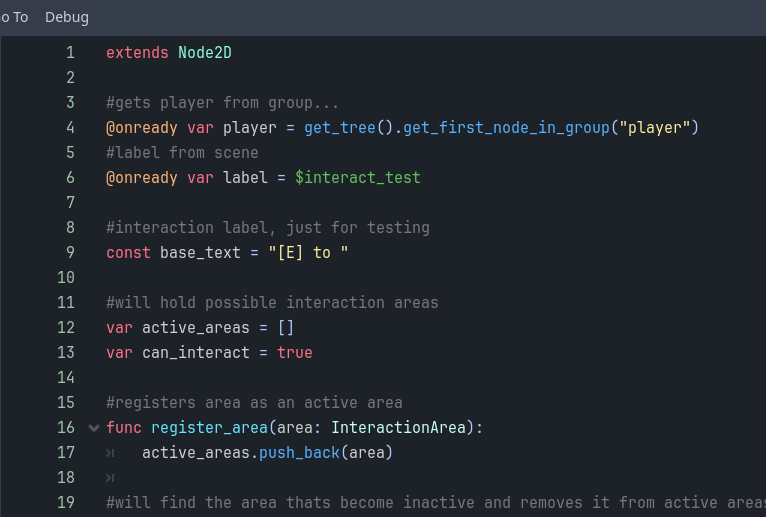 o To Debug
1 extends Node2D
2
3 #gets player from group...
4 @onready var player = get_tree().get_first_node_in_group("player")
5 #label from scene
6 @onready var label = $interact_test
7
8 #interaction label, just for testing
9 const base_text = "[E] to "
10
11 #will hold possible interaction areas
12 var active_areas = []
13 var can_interact = true
14
15 #registers area as an active area
16 func register_area(area: InteractionArea):
17 active_areas.push_back(area)
18
19 #will find the area thats become inactive and removes it from active areas